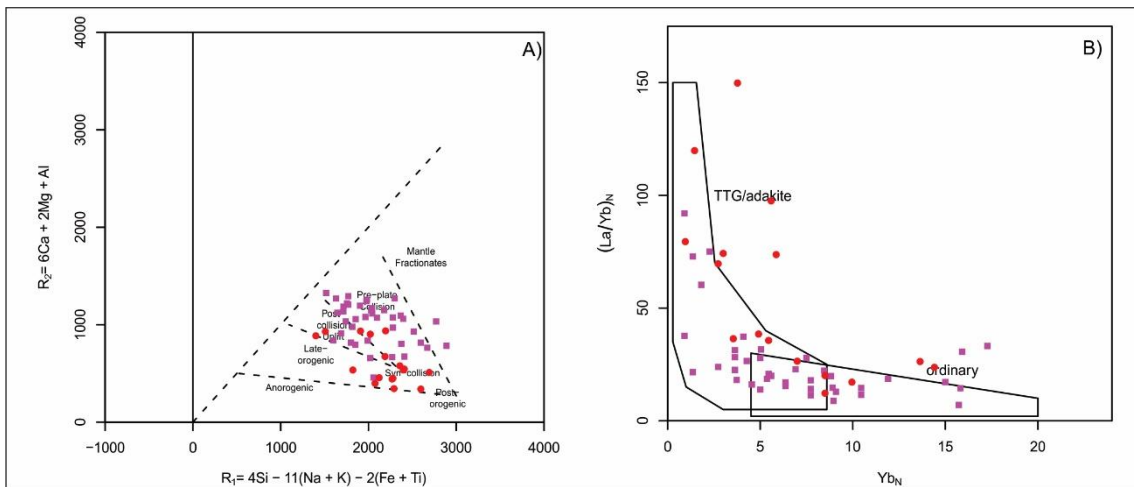 A)
R₂= 6Ca + 2Mg + Al
4000
3000
2000
1000
0
Mantle
Fractionates
Pre-plate
Collision
Post
collision
Uplift
Late-
orogenic
Syn-collision
Anorogenic
Post-
orogenic
−1000
0
1000
2000
3000
4000
R₁= 4Si − 11(Na + K) − 2(Fe + Ti)
B)
(La/Yb)N
150
100
50
0
TTG/adakite
ordinary
0
5
10
15
20
YbN